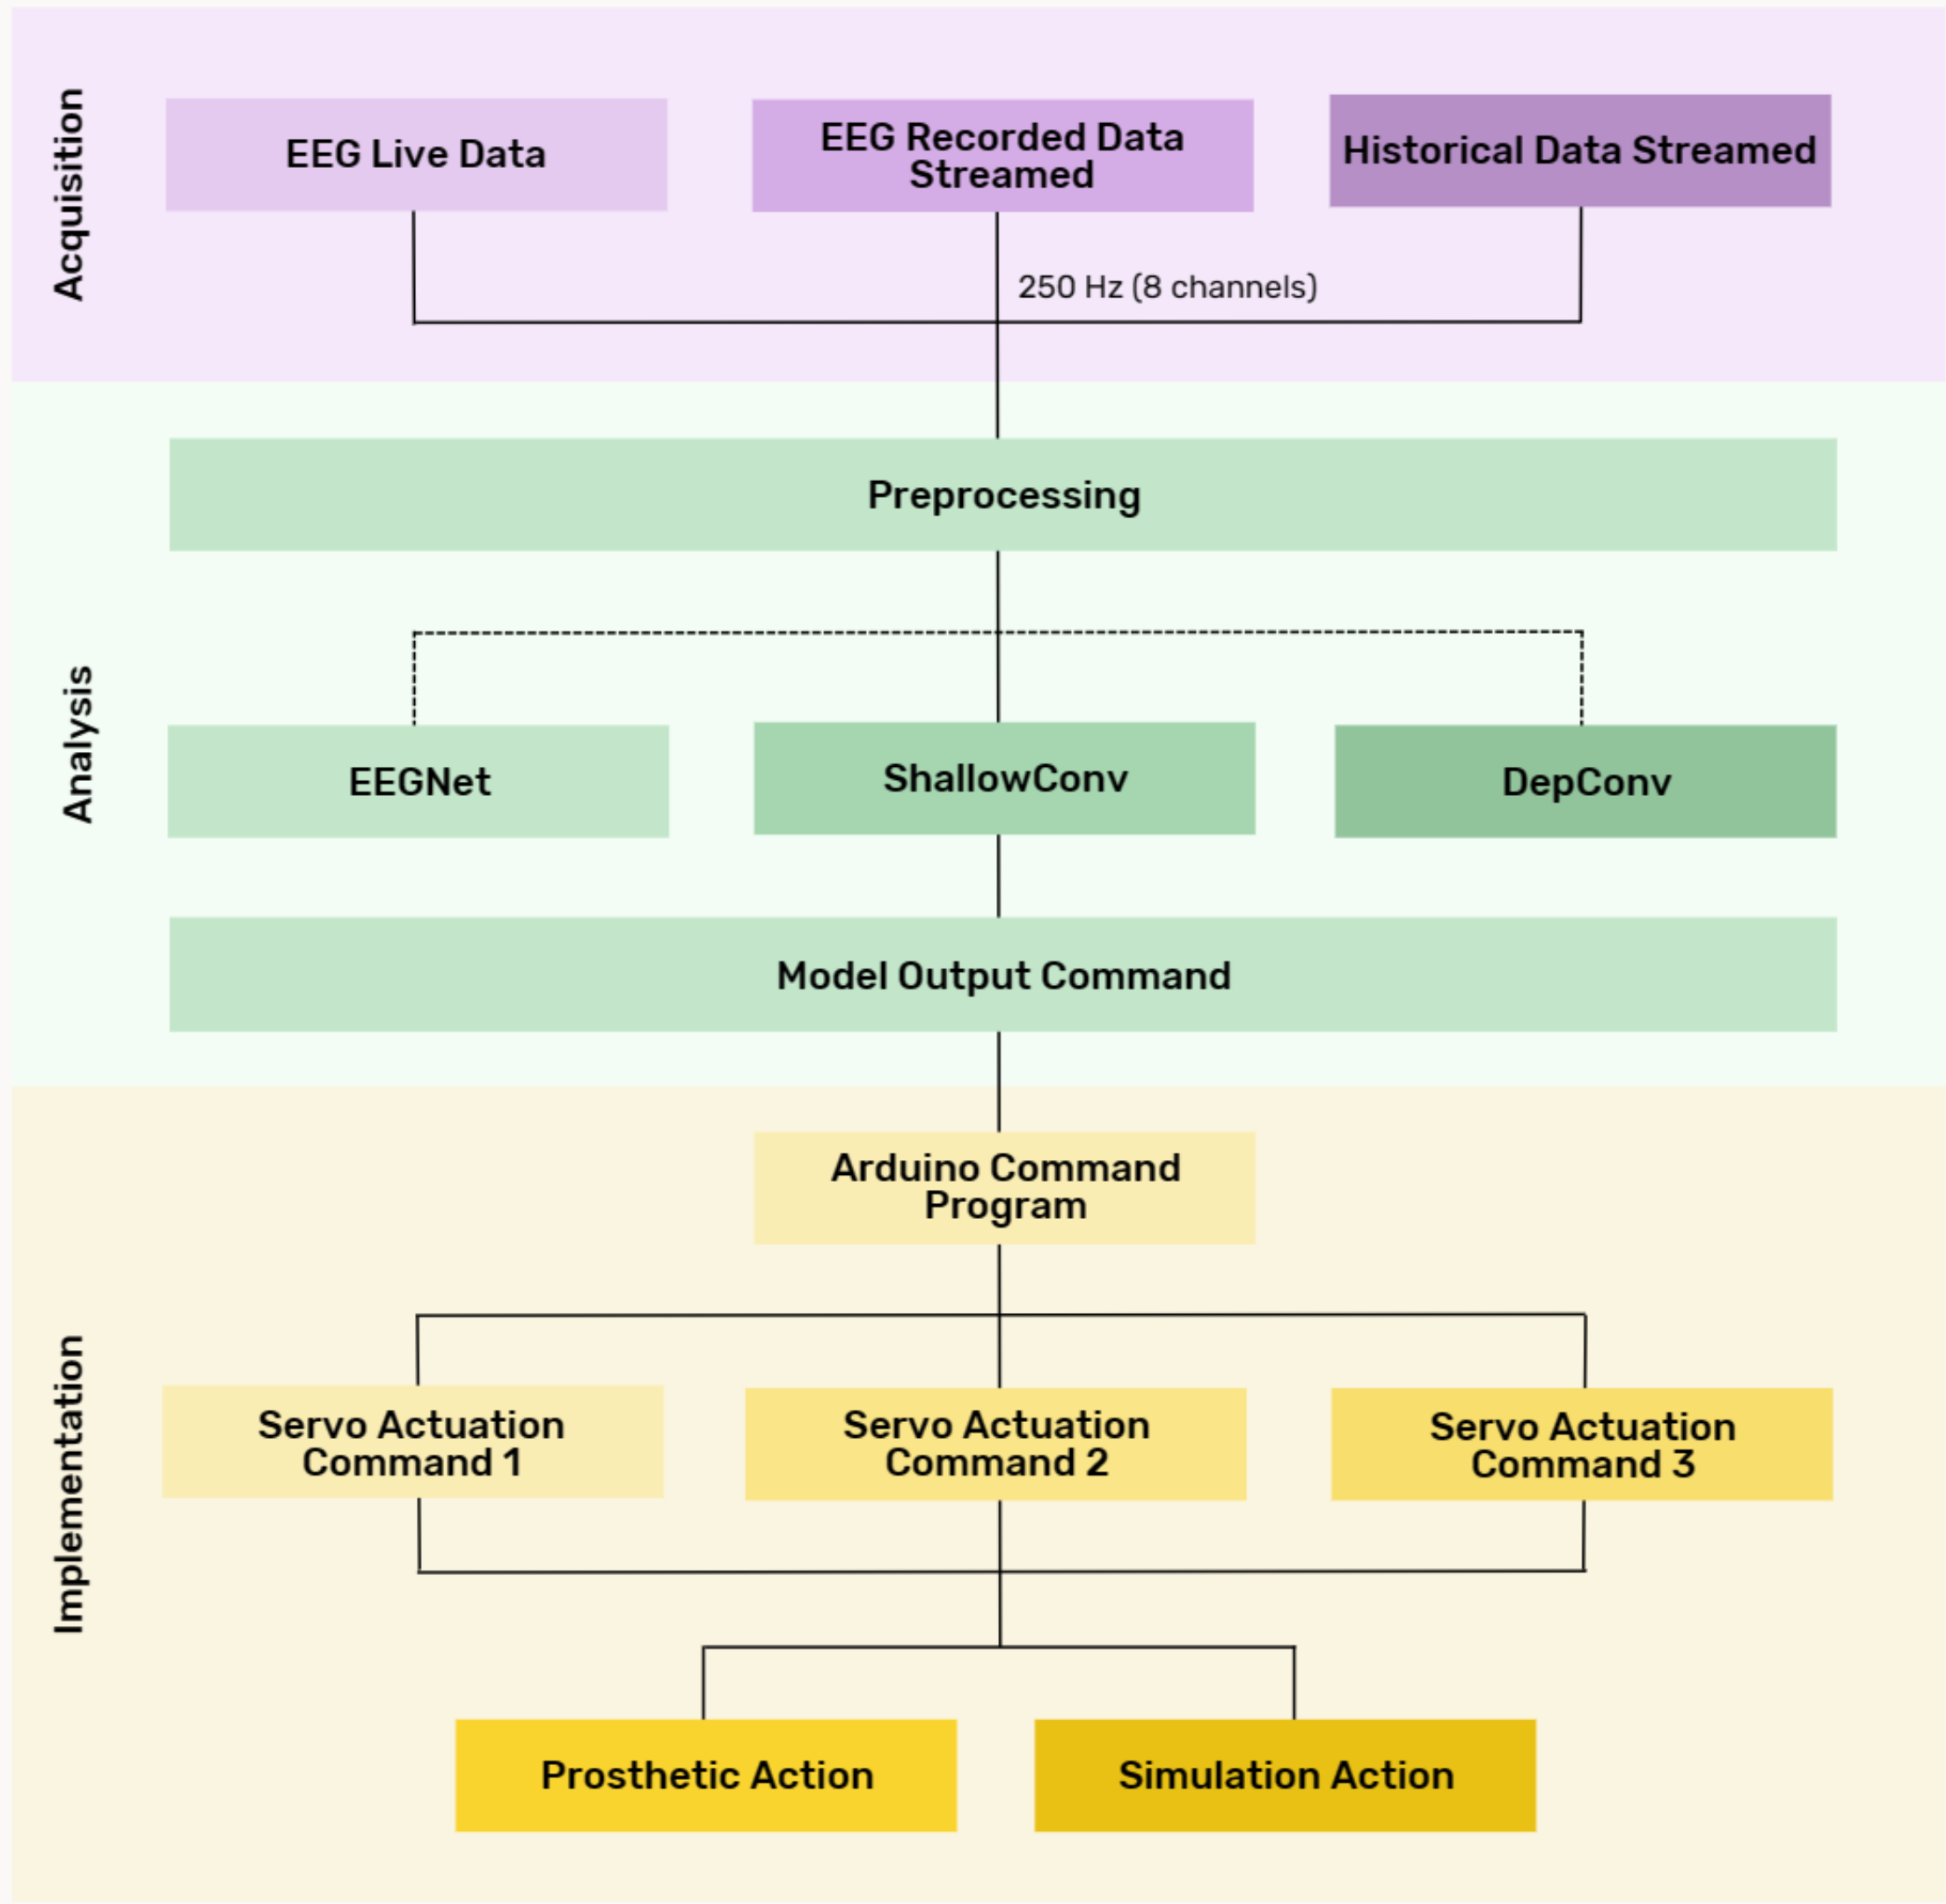 Acquisition
EEG Live Data
EEG Recorded Data
Streamed
Historical Data Streamed
250 Hz (8 channels)
Analysis
Preprocessing
EEGNet
ShallowConv
DepConv
Model Output Command
Implementation
Arduino Command
Program
Servo Actuation
Command 1
Servo Actuation
Command 2
Servo Actuation
Command 3
Prosthetic Action
Simulation Action